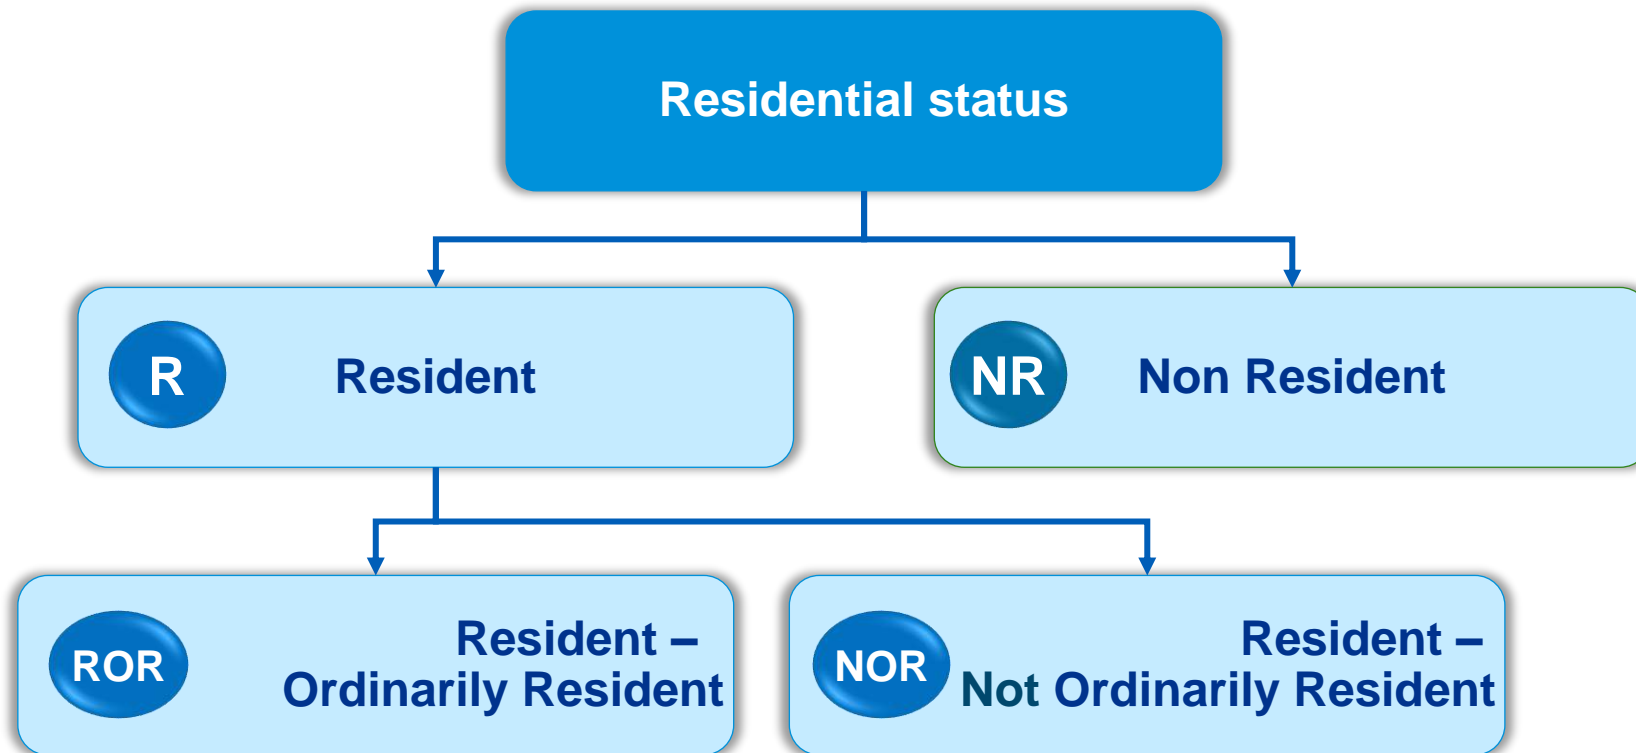 Residential status
R
Resident
NR
Non Resident
ROR
Resident –
Ordinarily Resident
NOR
Resident –
Not Ordinarily Resident